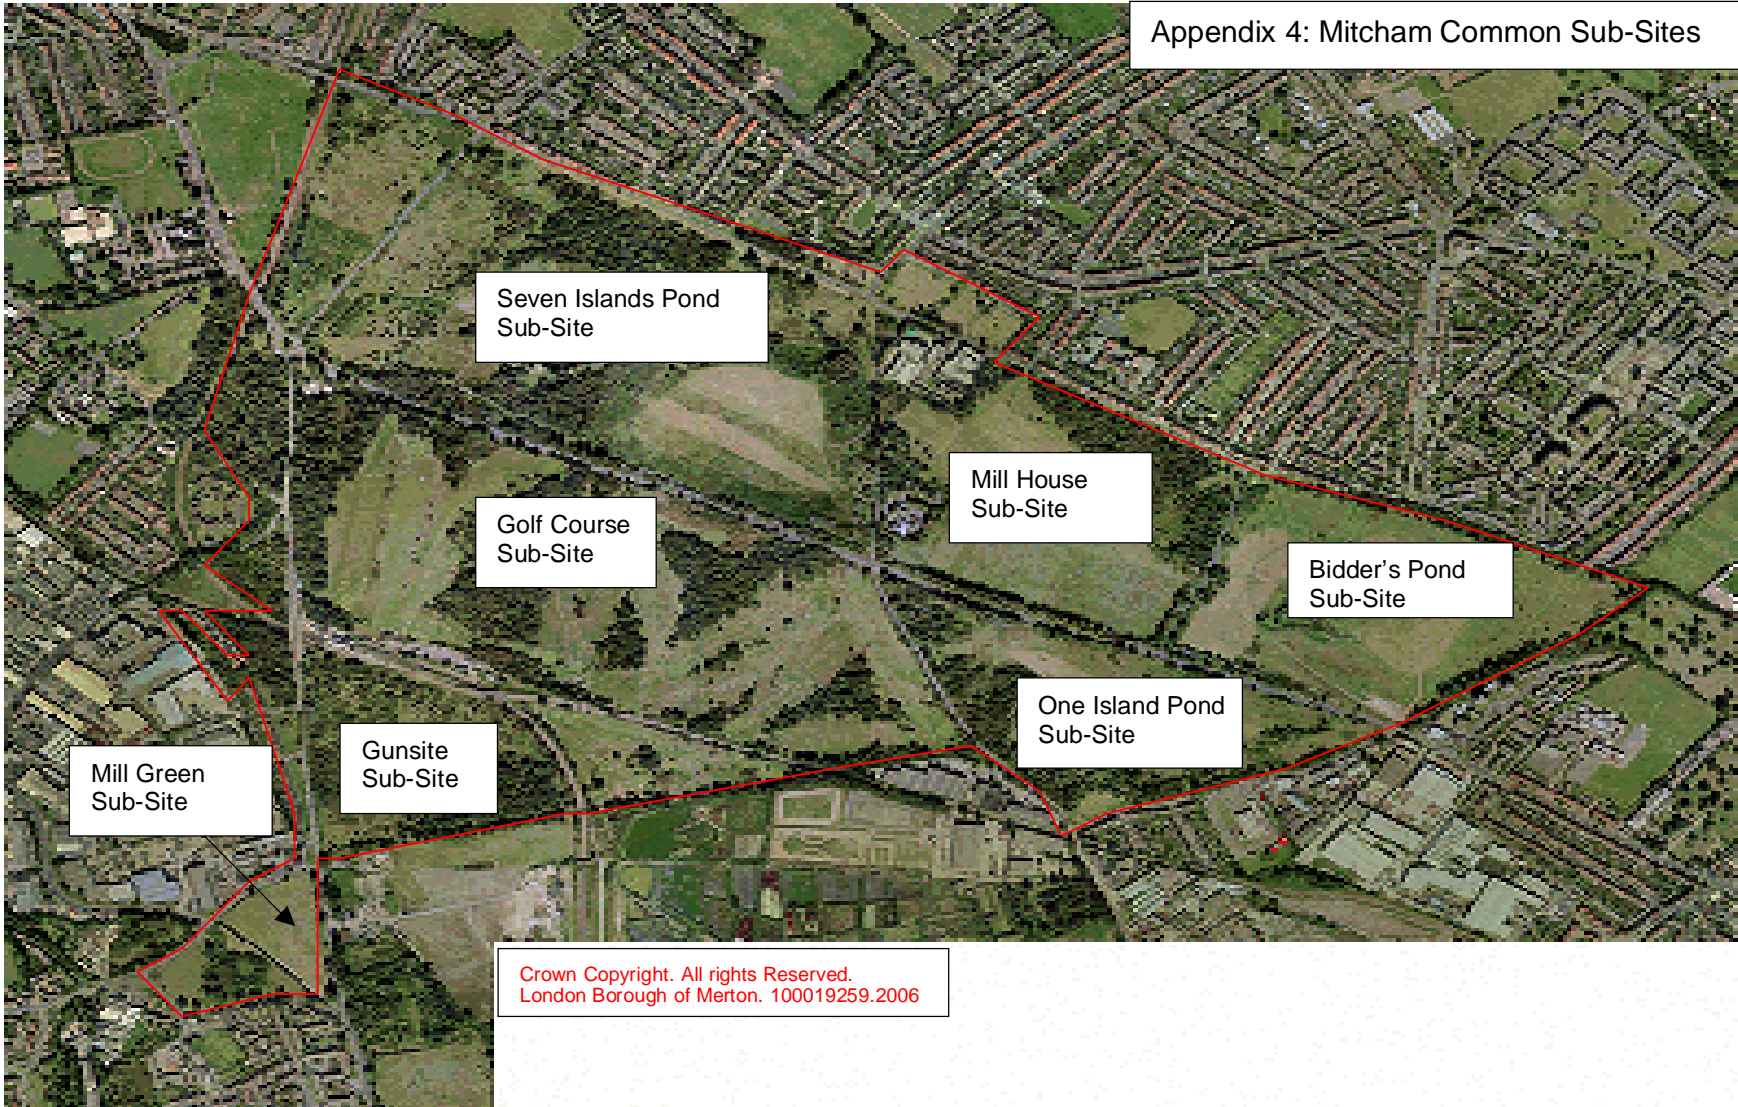 Appendix 4: Mitcham Common Sub-Sites
Seven Islands Pond
Sub-Site
Mill House
Sub-Site
Golf Course
Sub-Site
Bidder's Pond
Sub-Site
One Island Pond
Sub-Site
Gunsite
Sub-Site
Mill Green
Sub-Site
Crown Copyright. All rights Reserved.
London Borough of Merton. 100019259.2006